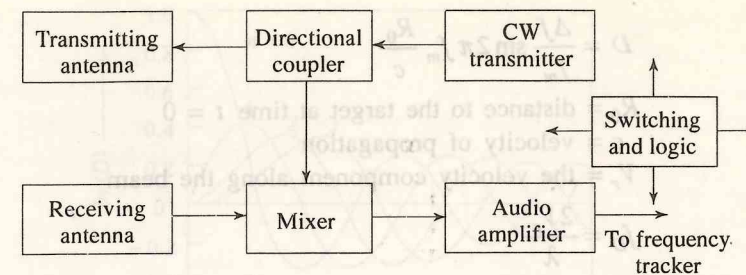 Transmitting
antenna
Directional
coupler
CW
transmitter
Switching
and logic
Receiving
antenna
Mixer
Audio
amplifier
To frequency
tracker